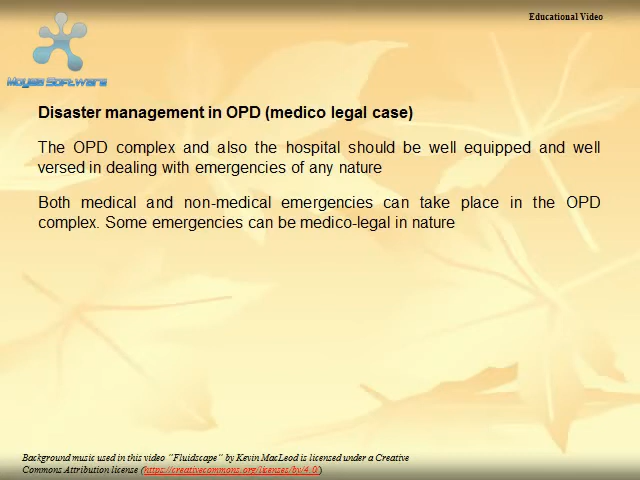 Educational Video
Disaster management in OPD (medico legal case)
The OPD complex and also the hospital should be well equipped and well
versed in dealing with emergencies of any nature
Both medical and non-medical emergencies can take place in the OPD
complex. Some emergencies can be medico-legal in nature
Background music used in this video "Fluidscape" by Kevin MacLeod is licensed under a Creative
Commons Attribution license (https://creativecommons.org/licenses/by/4.0/)